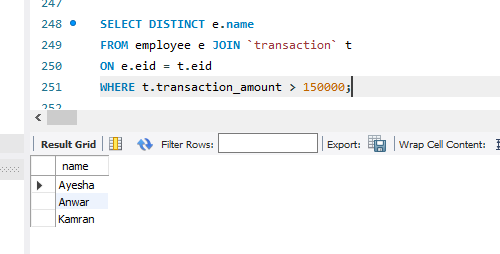 247
248 SELECT DISTINCT e.name
249 FROM employee e JOIN `transaction` t
250 ON e.eid = t.eid
251 WHERE t.transaction_amount > 150000;
252
Result Grid Filter Rows: Export: Wrap Cell Content:
name
Ayesha
Anwar
Kamran